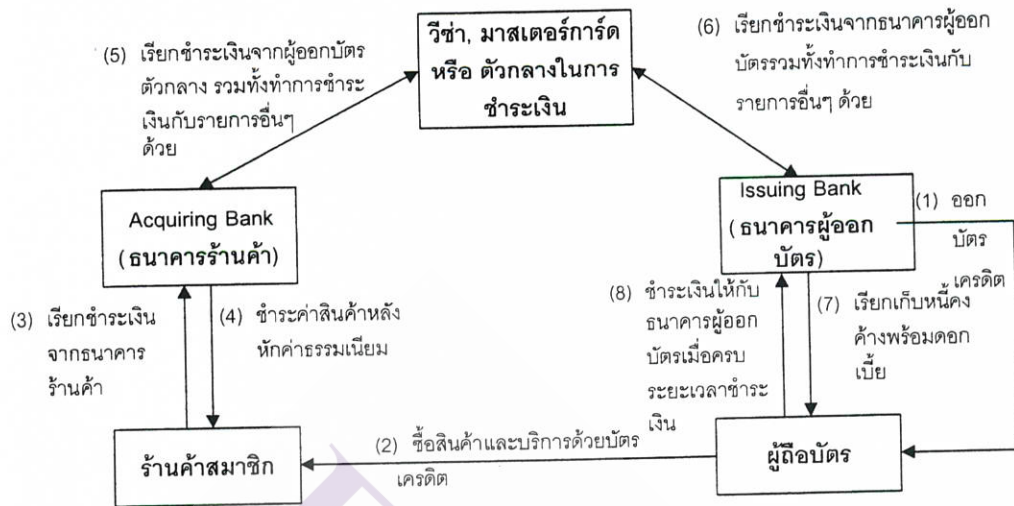 วีซ่า, มาสเตอร์การ์ด
หรือ ตัวกลางในการ
ชำระเงิน
(5) เรียกชำระเงินจากผู้ออกบัตร
ตัวกลาง รวมทั้งทำการชำระ
เงินกับรายการอื่นๆ
ด้วย
(6) เรียกชำระเงินจากธนาคารผู้ออก
บัตรรวมทั้งทำการชำระเงินกับ
รายการอื่นๆ ด้วย
Acquiring Bank
(ธนาคารร้านค้า)
Issuing Bank
(ธนาคารผู้ออก
บัตร)
(1) ออก
บัตร
เครดิต
(3) เรียกชำระเงิน
จากธนาคาร
ร้านค้า
(4) ชำระค่าสินค้าหลัง
หักค่าธรรมเนียม
(8) ชำระเงินให้กับ
ธนาคารผู้ออก
บัตรเมื่อครบ
ระยะเวลาชำระ
เงิน
(7) เรียกเก็บหนี้คง
ค้างพร้อมดอก
เบี้ย
ร้านค้าสมาชิก
(2) ซื้อสินค้าและบริการด้วยบัตร
เครดิต
ผู้ถือบัตร